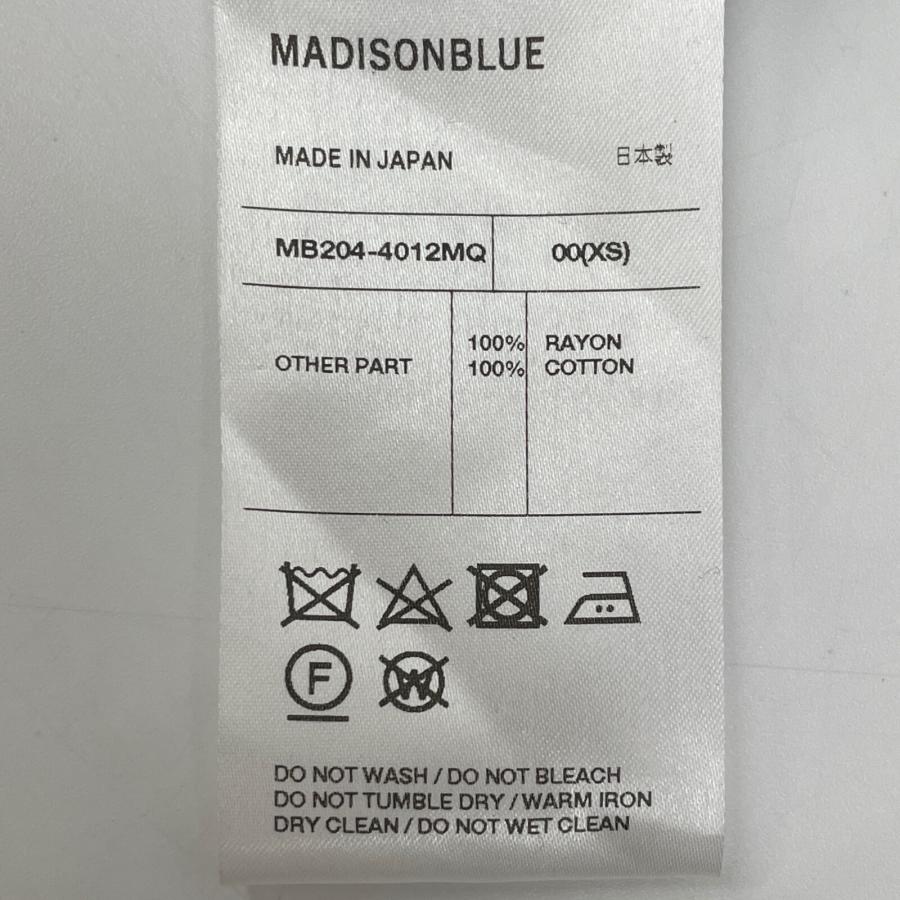 MADISONBLUE
MADE IN JAPAN 日本製
MB204-4012MQ 00(XS)
100% RAYON
OTHER PART 100% COTTON
F W
DO NOT WASH / DO NOT BLEACH
DO NOT TUMBLE DRY / WARM IRON
DRY CLEAN / DO NOT WET CLEAN